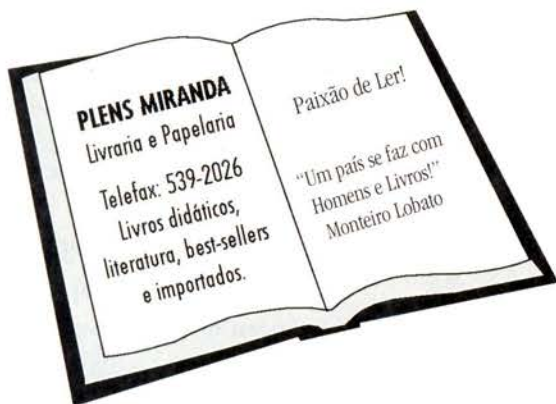 PLENS MIRANDA
Livraria e Papelaria
Telefax: 539-2026
Livros didáticos,
literatura, best-sellers
e importados.
Paixão de Ler!
"Um país se faz com
Homens e Livros!"
Monteiro Lobato